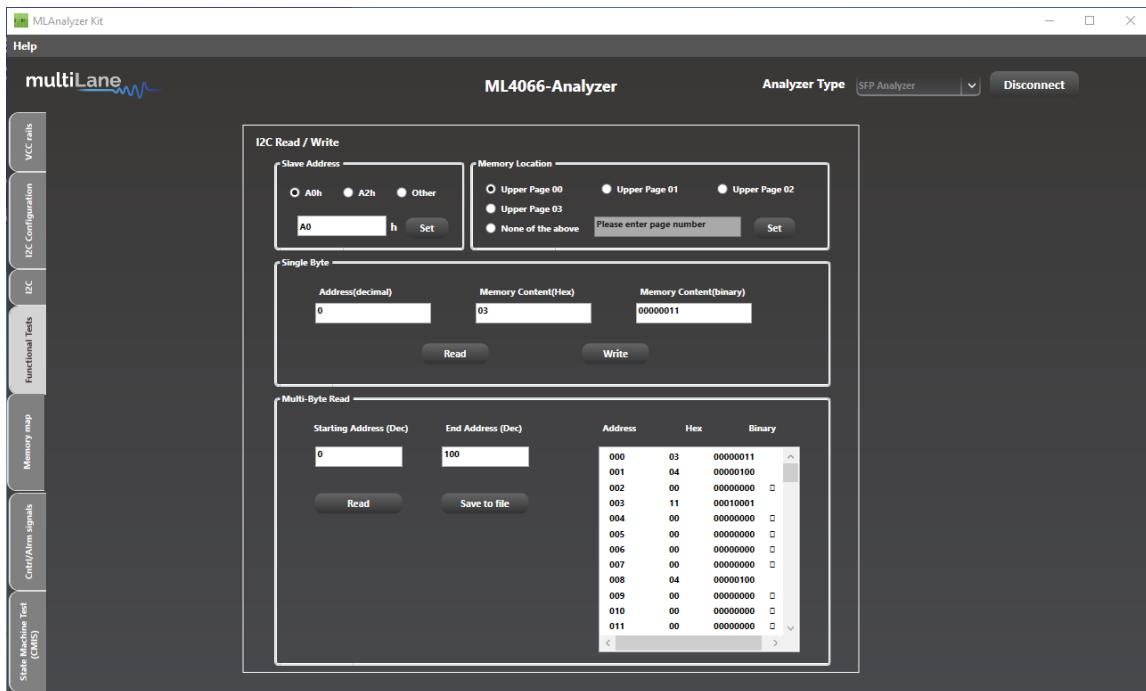 MLAnalyzer Kit
Help
multiLane
ML4066-Analyzer
Analyzer Type
SFP Analyzer
Disconnect
VCC rails
I2C Configuration
I2C
Functional Tests
Memory map
Cntrl/Alrm signals
State Machine Test
(CMIS)
I2C Read / Write
Slave Address
A0h A2h Other
A0 h Set
Memory Location
Upper Page 00 Upper Page 01 Upper Page 02
Upper Page 03
None of the above Please enter page number Set
Single Byte
Address(decimal) Memory Content(Hex) Memory Content(binary)
0 03 00000011
Read Write
Multi-Byte Read
Starting Address (Dec) End Address (Dec)
0 100
Read Save to file
Address Hex Binary
000 03 00000011
001 04 00000100
002 00 00000000
003 11 00010001
004 00 00000000
005 00 00000000
006 00 00000000
007 00 00000000
008 04 00000100
009 00 00000000
010 00 00000000
011 00 00000000